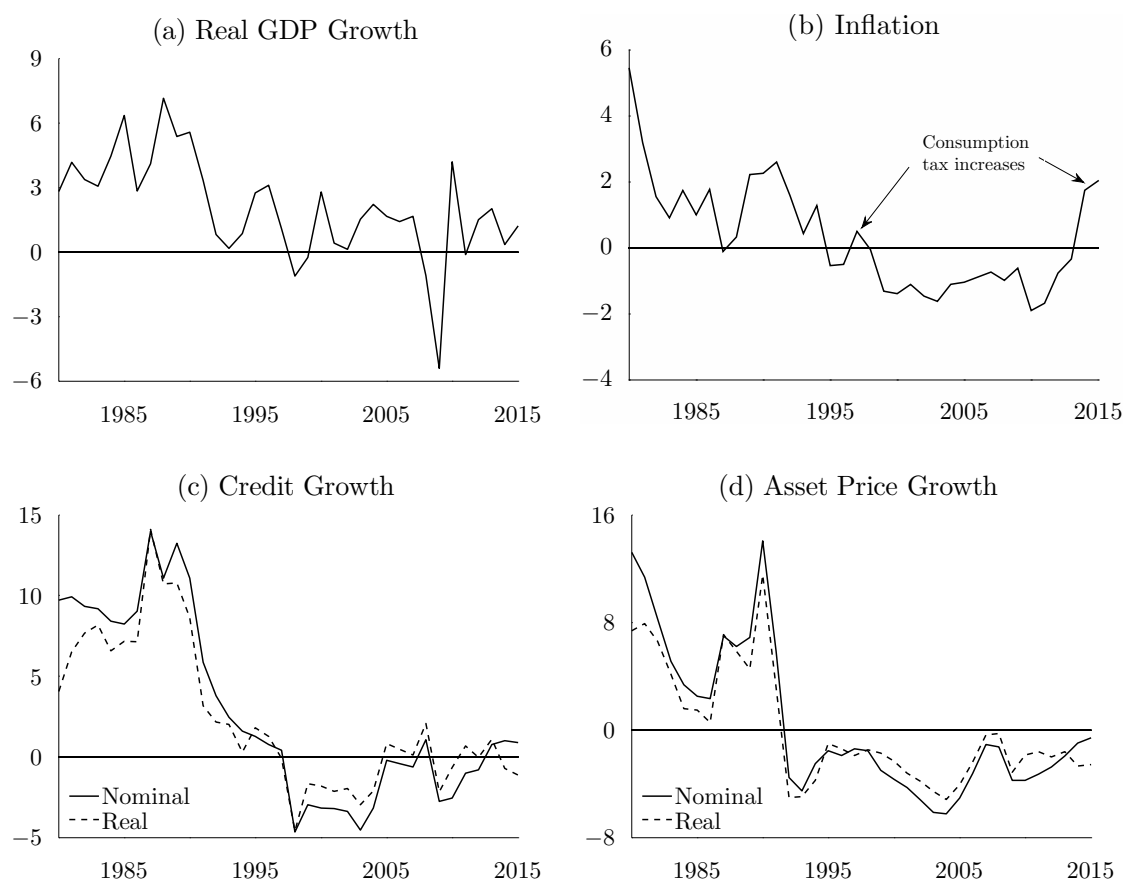 (a) Real GDP Growth
9
6
3
0
−3
−6
1985 1995 2005 2015
(b) Inflation
6
4
2
0
−2
−4
Consumption
tax increases
1985 1995 2005 2015
(c) Credit Growth
15
10
5
0
−5
Nominal
Real
1985 1995 2005 2015
(d) Asset Price Growth
16
8
0
−8
Nominal
Real
1985 1995 2005 2015